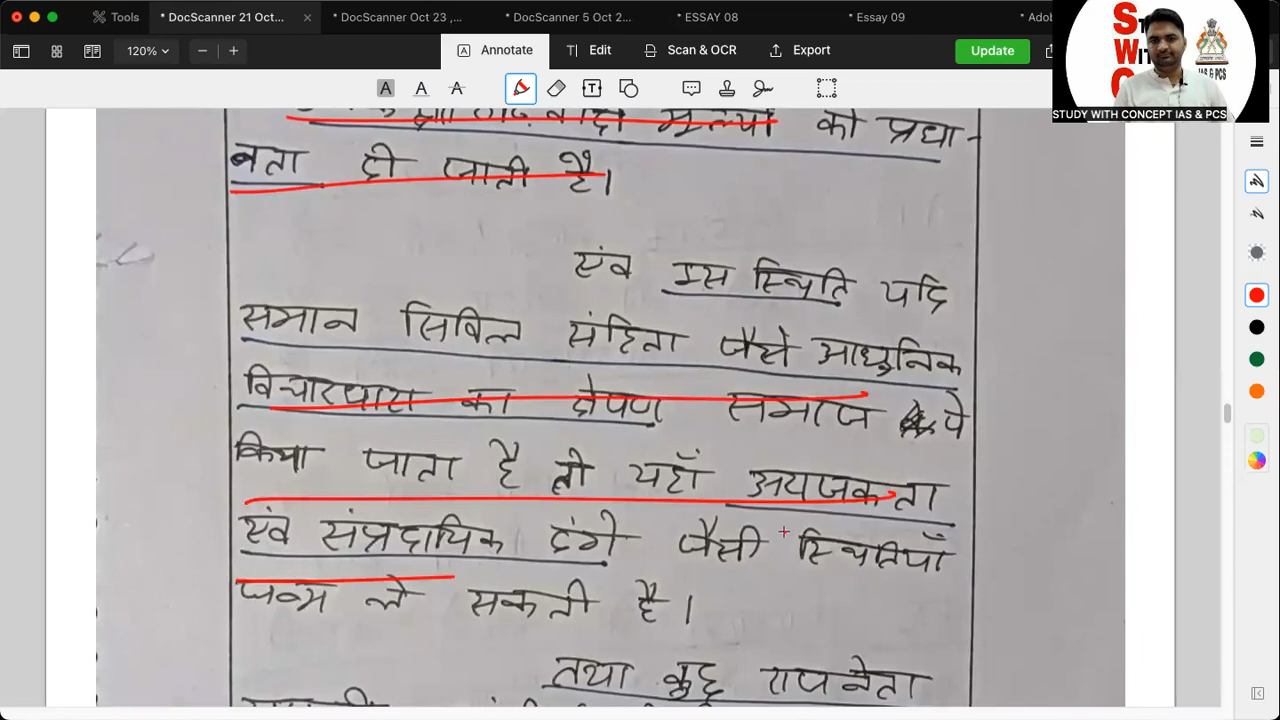 Tools
* DocScanner 21 Oct...
* DocScanner Oct 23 ,...
* DocScanner 5 Oct 2...
* ESSAY 08
* Essay 09
* Adol
120%
Annotate
Edit
Scan & OCR
Export
Update
STUDY WITH CONCEPT IAS & PCS
मूल्यों को प्रधा-
नता दी जाती है।
एंव इस स्थिति यदि
समान सिविल संहिता जैसे आधुनिक
विचारधारा का क्षेपण समाज पे
किया जाता है तो यहाँ अराजकता
एंव संप्रदायिक दंगे जैसी स्थितियाँ
जन्म ले सकती है।
तथा कुछ राजनेता